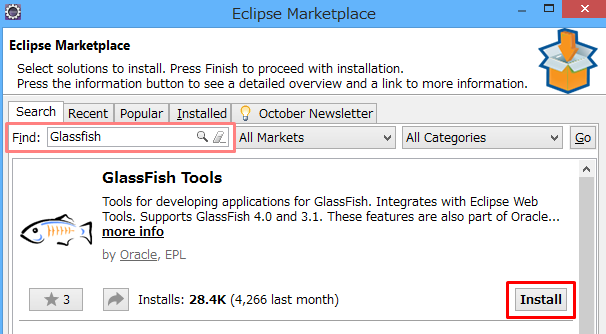 Eclipse Marketplace
Eclipse Marketplace
Select solutions to install. Press Finish to proceed with installation.
Press the information button to see a detailed overview and a link to more information.
Search Recent Popular Installed October Newsletter
Find: Glassfish All Markets All Categories Go
GlassFish Tools
Tools for developing applications for GlassFish. Integrates with Eclipse Web
Tools. Supports GlassFish 4.0 and 3.1. These features are also part of Oracle...
more info
by Oracle, EPL
3 Installs: 28.4K (4,266 last month) Install